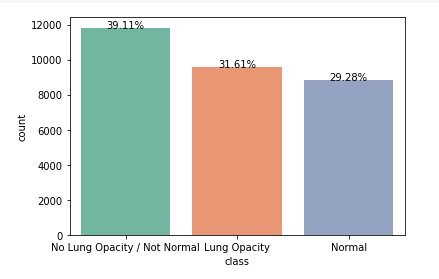 39.11%
31.61%
29.28%
12000
10000
8000
6000
4000
2000
0
count
No Lung Opacity / Not Normal
Lung Opacity
Normal
class